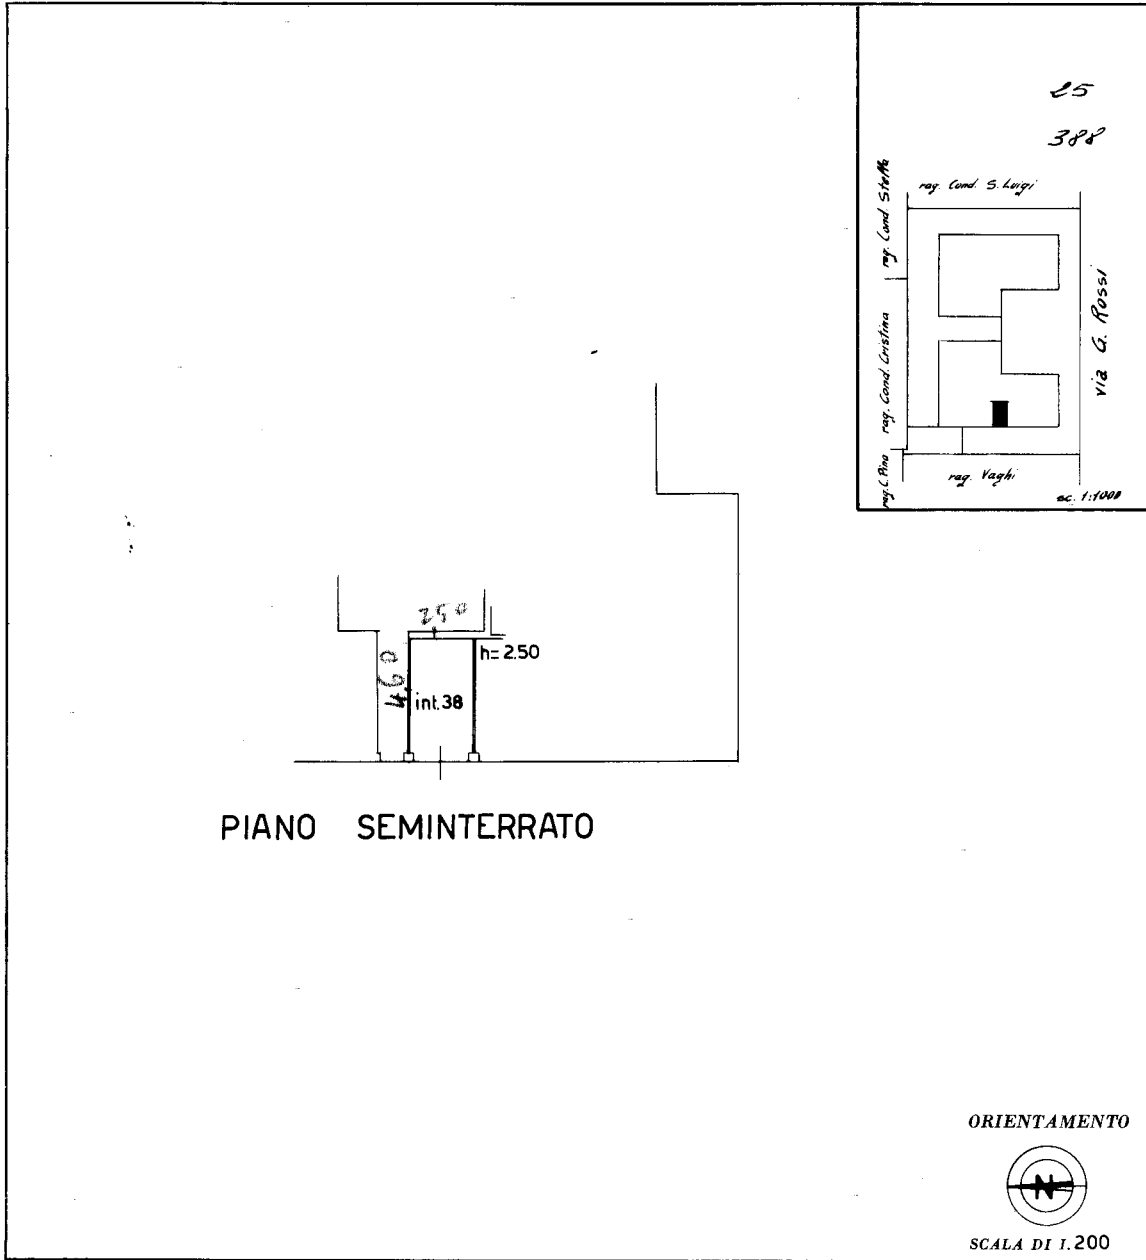 25
388
rag. Cond. Stella
rag. Cond. S. Luigi
via G. Rossi
rag. Cond. Cristina
rag. C. Pino
rag. Vaghi
sc. 1:1000
250
h=2.50
460
int.38
PIANO SEMINTERRATO
ORIENTAMENTO
N
SCALA DI 1.200